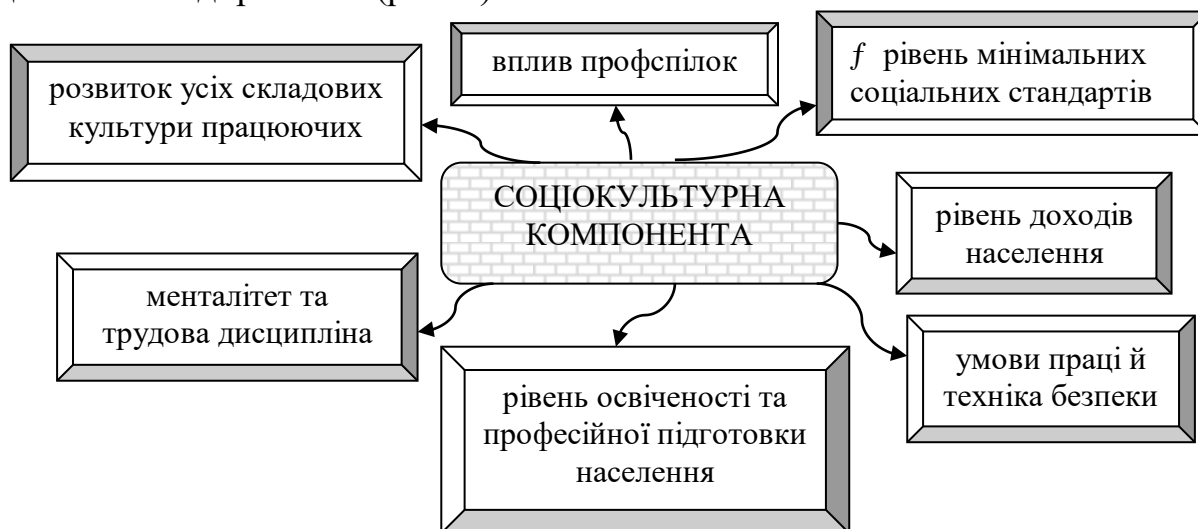 розвиток усіх складових
культури працюючих
вплив профспілок
ƒ рівень мінімальних
соціальних стандартів
СОЦІОКУЛЬТУРНА
КОМПОНЕНТА
рівень доходів
населення
менталітет та
трудова дисципліна
рівень освіченості та
професійної підготовки
населення
умови праці й
техніка безпеки